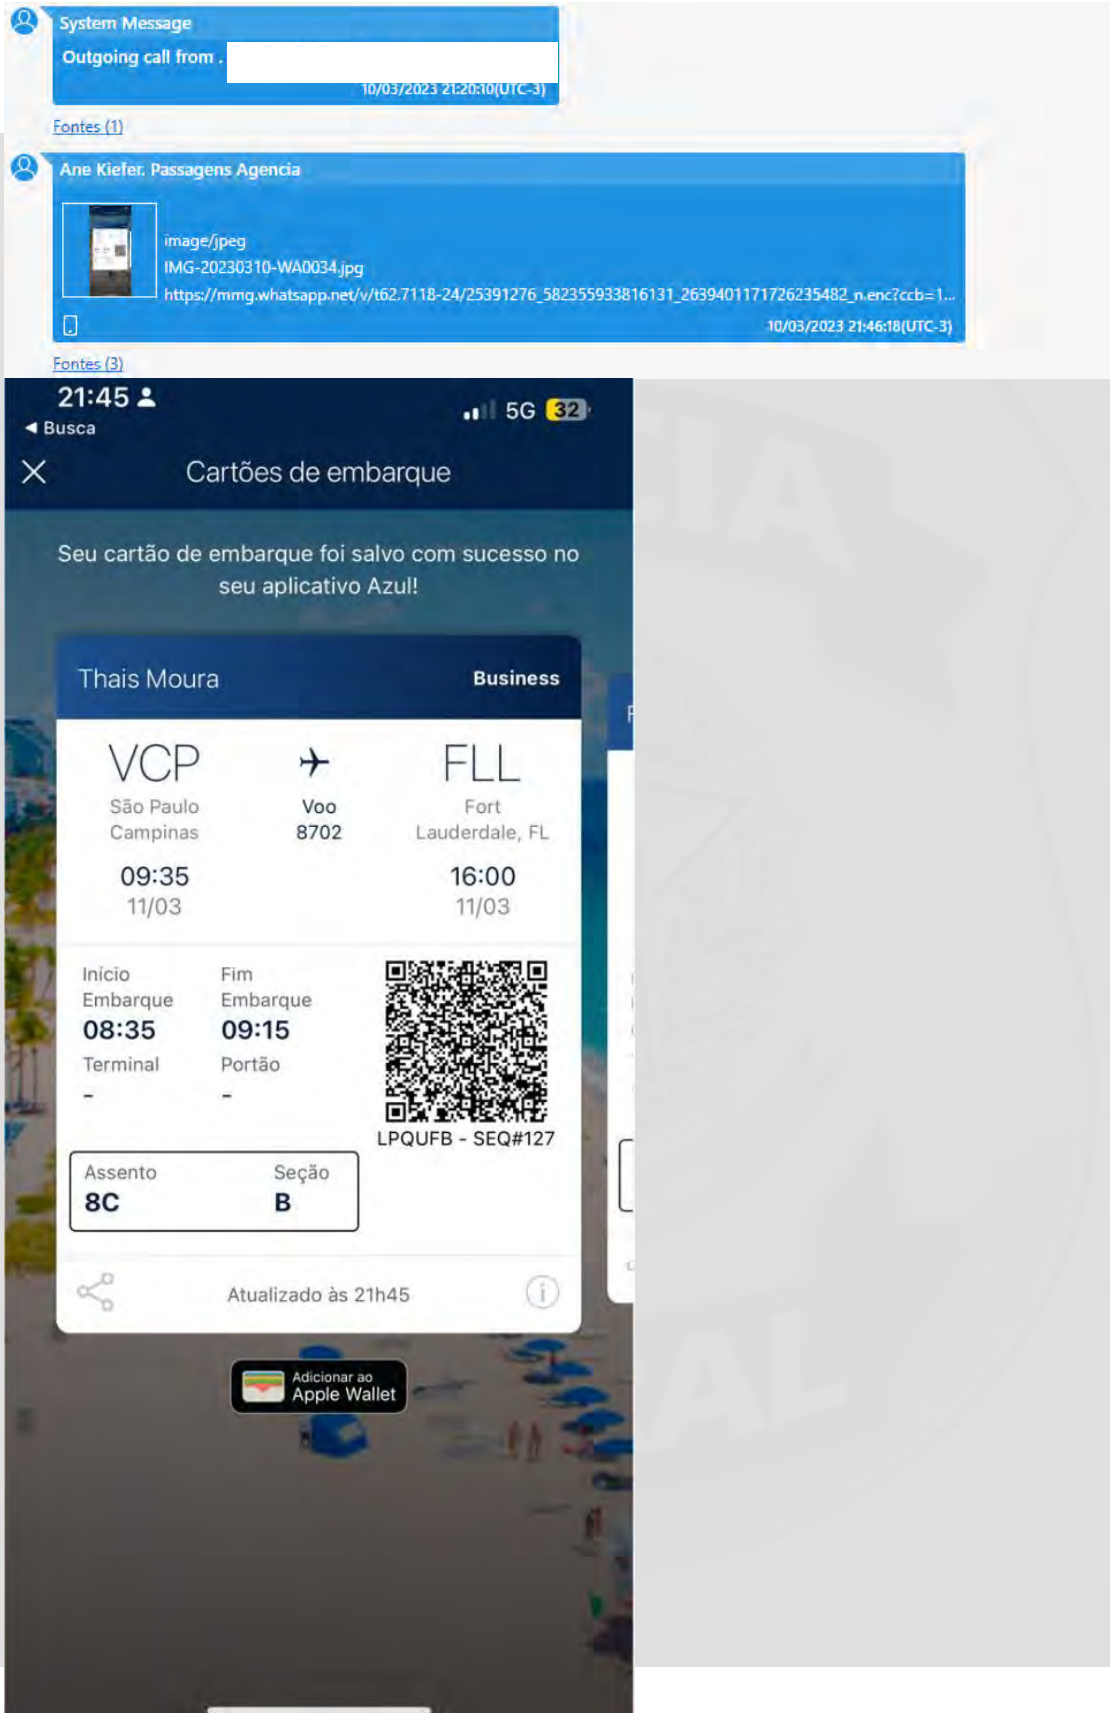 System Message
Outgoing call from .
10/03/2023 21:20:10(UTC-3)
Fontes (1)
Ane Kiefer. Passagens Agencia
image/jpeg
IMG-20230310-WA0034.jpg
https://mmg.whatsapp.net/v/t62.7118-24/25391276_582355933816131_2639401171726235482_n.enc?ccb=1...
10/03/2023 21:46:18(UTC-3)
Fontes (3)
21:45
5G 32
Busca
Cartões de embarque
Seu cartão de embarque foi salvo com sucesso no
seu aplicativo Azul!
Thais Moura Business
VCP FLL
São Paulo Voo Fort
Campinas 8702 Lauderdale, FL
09:35 16:00
11/03 11/03
Início Fim
Embarque Embarque
08:35 09:15
Terminal Portão
- -
LPQUFB - SEQ#127
Assento Seção
8C B
Atualizado às 21h45
Adicionar ao
Apple Wallet